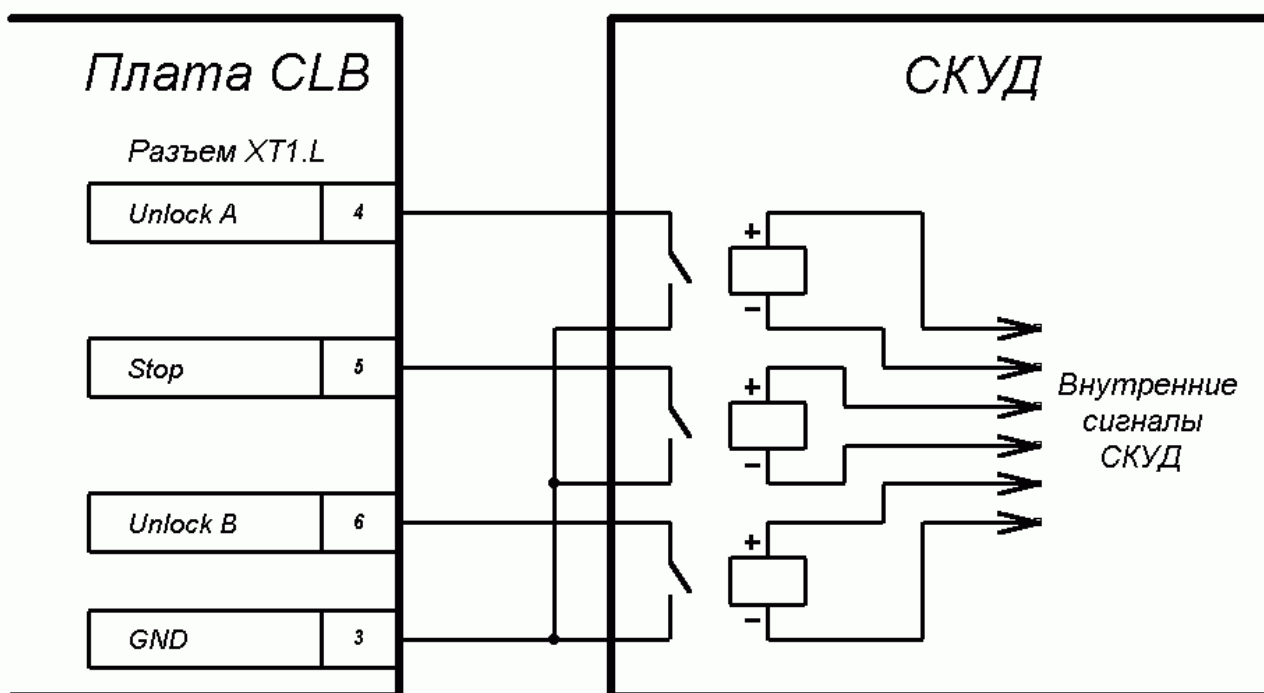 Плата CLB
СКУД
Разъем XT1.L
Unlock A 4
+
−
Stop 5
+
−
Внутренние
сигналы
СКУД
Unlock B 6
+
−
GND 3